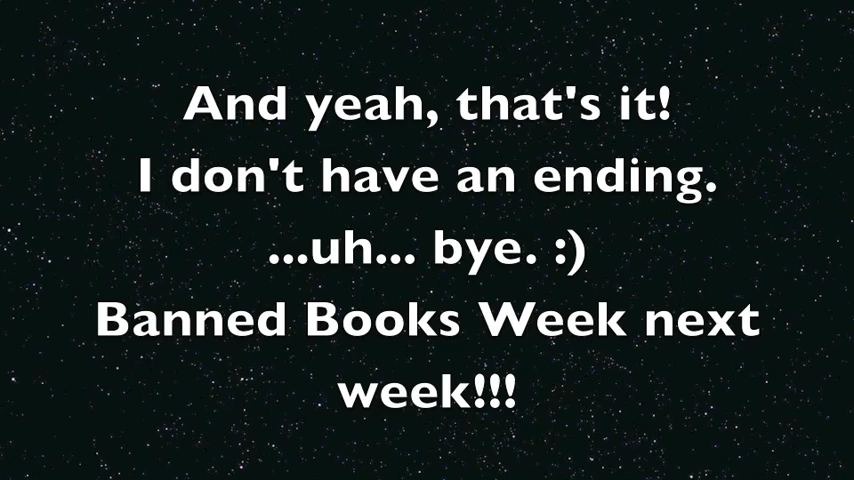 And yeah, that's it!
I don't have an ending.
...uh... bye. :)
Banned Books Week next
week!!!